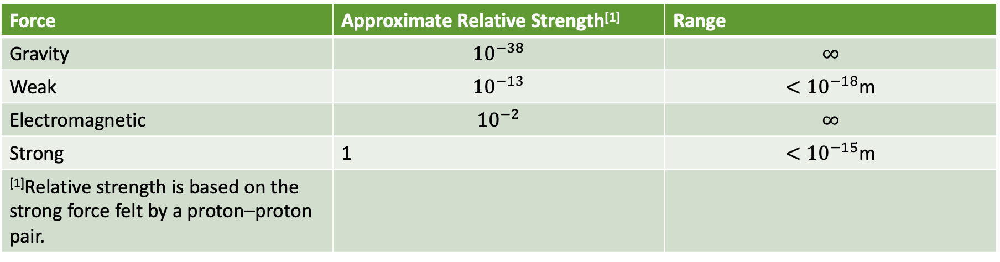 Force Approximate Relative Strength[1] Range
Gravity 10⁻³⁸ ∞
Weak 10⁻¹³ < 10⁻¹⁸m
Electromagnetic 10⁻² ∞
Strong 1 < 10⁻¹⁵m
[1]Relative strength is based on the
strong force felt by a proton–proton
pair.